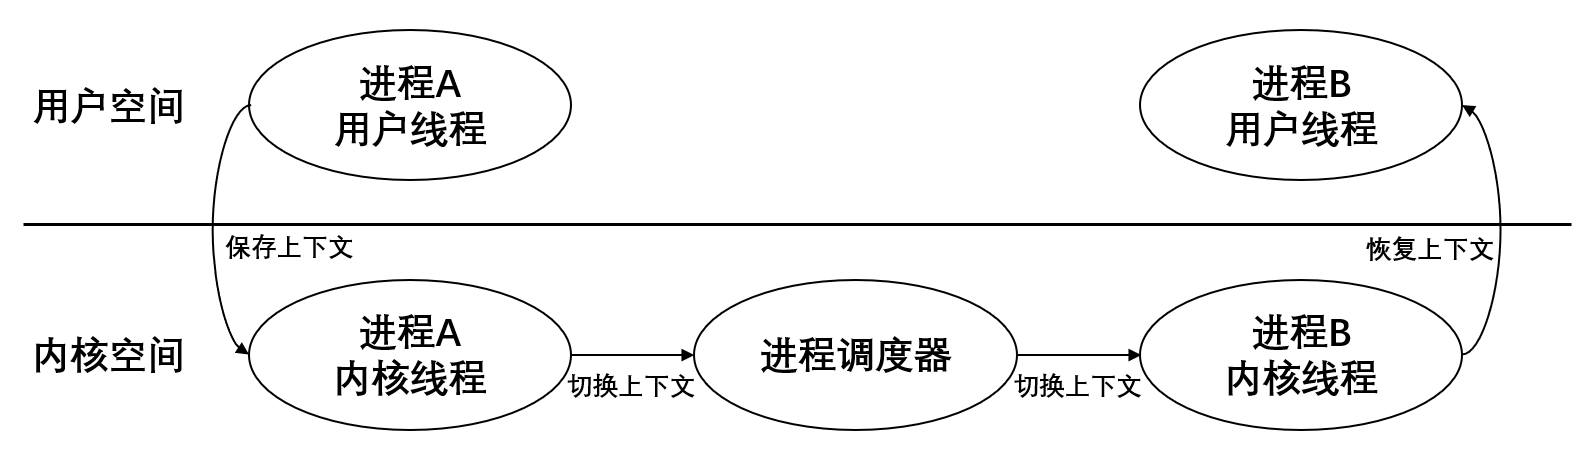 用户空间
进程A
用户线程
进程B
用户线程
保存上下文
恢复上下文
内核空间
进程A
内核线程
切换上下文
进程调度器
切换上下文
进程B
内核线程